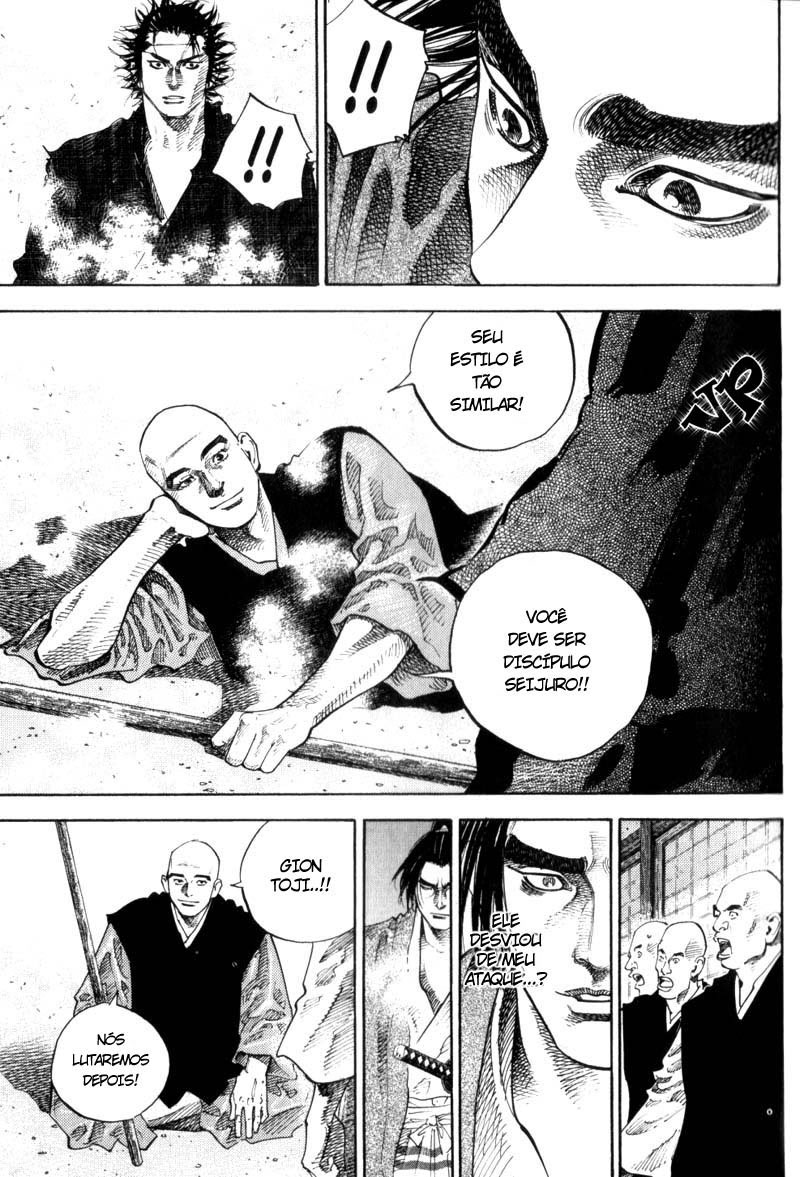 !!
!!
SEU
ESTILO É
TÃO
SIMILAR!
VP
VOCÊ
DEVE SER
DISCÍPULO
SEIJURO!!
GION
TOJI..!!
NÓS
LUTAREMOS
DEPOIS!
ELE
DESVIOU
DE MEU
ATAQUE...?